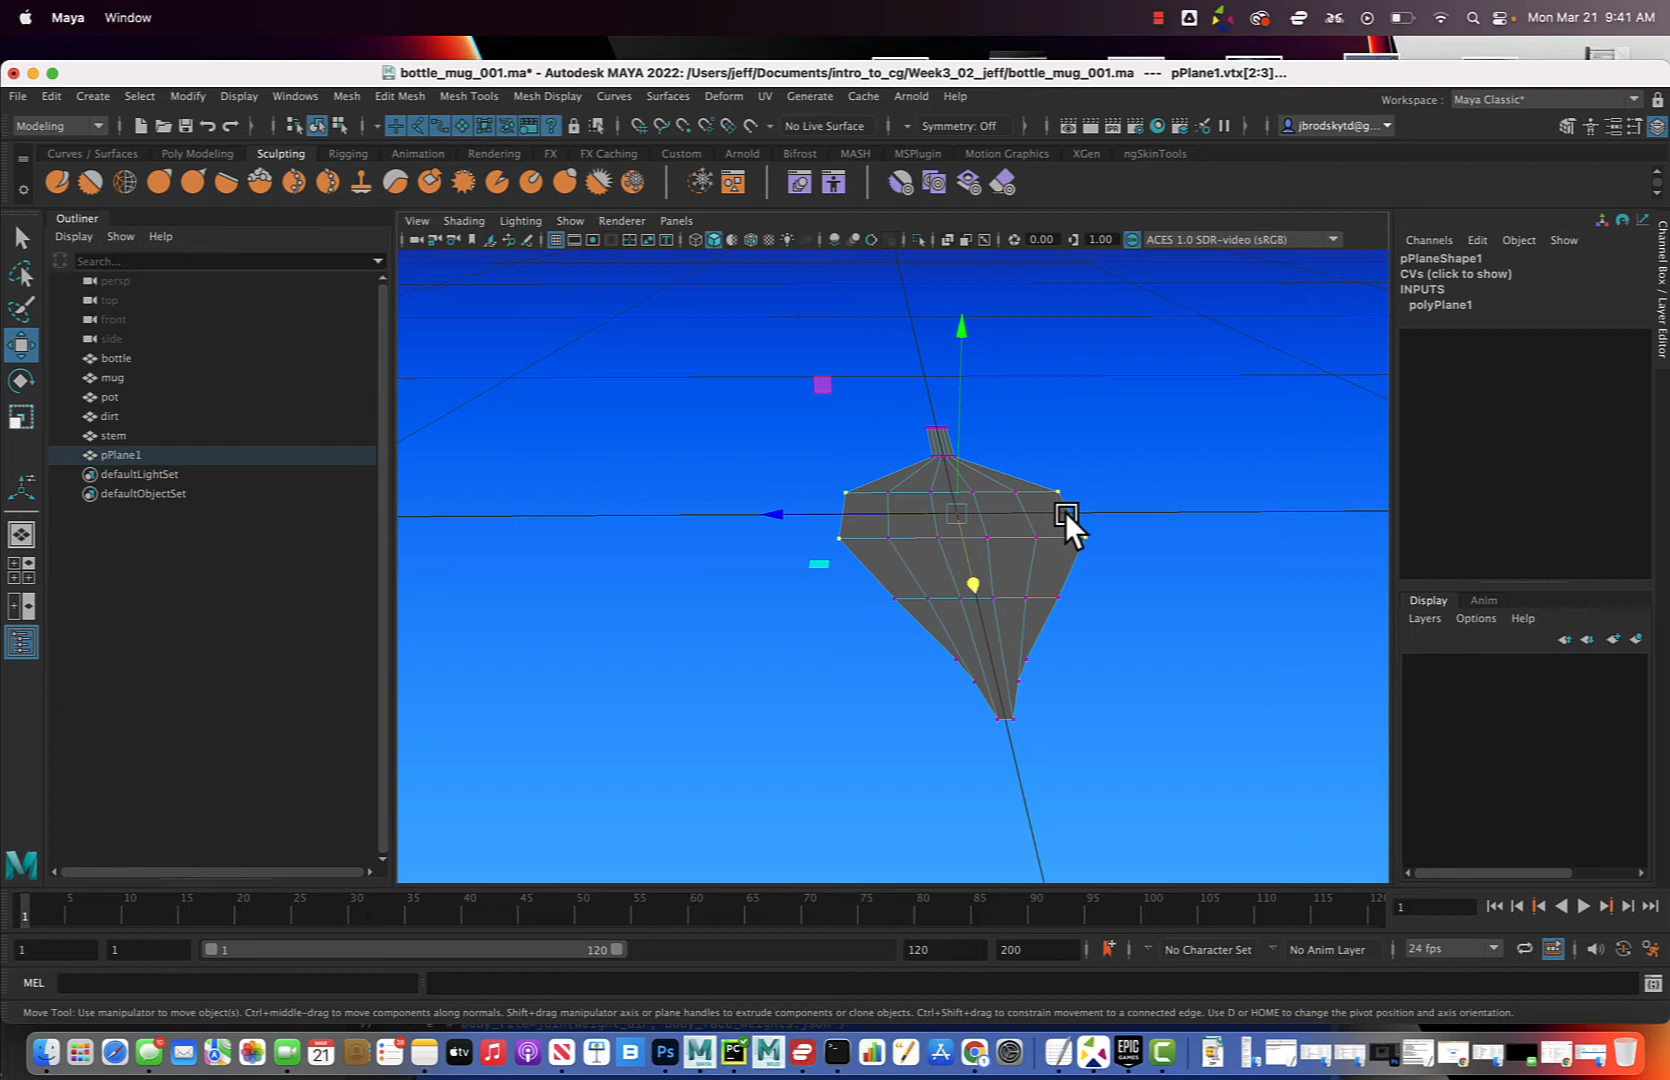 Maya Window
Mon Mar 21 9:41 AM
bottle_mug_001.ma* - Autodesk MAYA 2022: /Users/jeff/Documents/intro_to_cg/Week3_02_jeff/bottle_mug_001.ma --- pPlane1.vtx[2:3]...
File Edit Create Select Modify Display Windows Mesh Edit Mesh Mesh Tools Mesh Display Curves Surfaces Deform UV Generate Cache Arnold Help
Workspace : Maya Classic*
Modeling
No Live Surface
Symmetry: Off
jbrodskytd@g...
Curves / Surfaces Poly Modeling Sculpting Rigging Animation Rendering FX FX Caching Custom Arnold Bifrost MASH MSPlugin Motion Graphics XGen ngSkinTools
Outliner
Display Show Help
Search...
persp
top
front
side
bottle
mug
pot
dirt
stem
pPlane1
defaultLightSet
defaultObjectSet
View Shading Lighting Show Renderer Panels
0.00 1.00 ACES 1.0 SDR-video (sRGB)
Channels Edit Object Show
pPlaneShape1
CVs (click to show)
INPUTS
polyPlane1
Channel Box / Layer Editor
Display Anim
Layers Options Help
1 5 10 15 20 25 30 35 40 45 50 55 60 65 70 75 80 85 90 95 100 105 110 115
1
1 1 1 120 120 200 No Character Set No Anim Layer 24 fps
MEL
Move Tool: Use manipulator to move object(s). Ctrl+middle-drag to move components along normals. Shift+drag manipulator axis or plane handles to extrude components or clone objects. Ctrl+Shift+drag to constrain movement to a connected edge. Use D or HOME to change the pivot position and axis orientation.